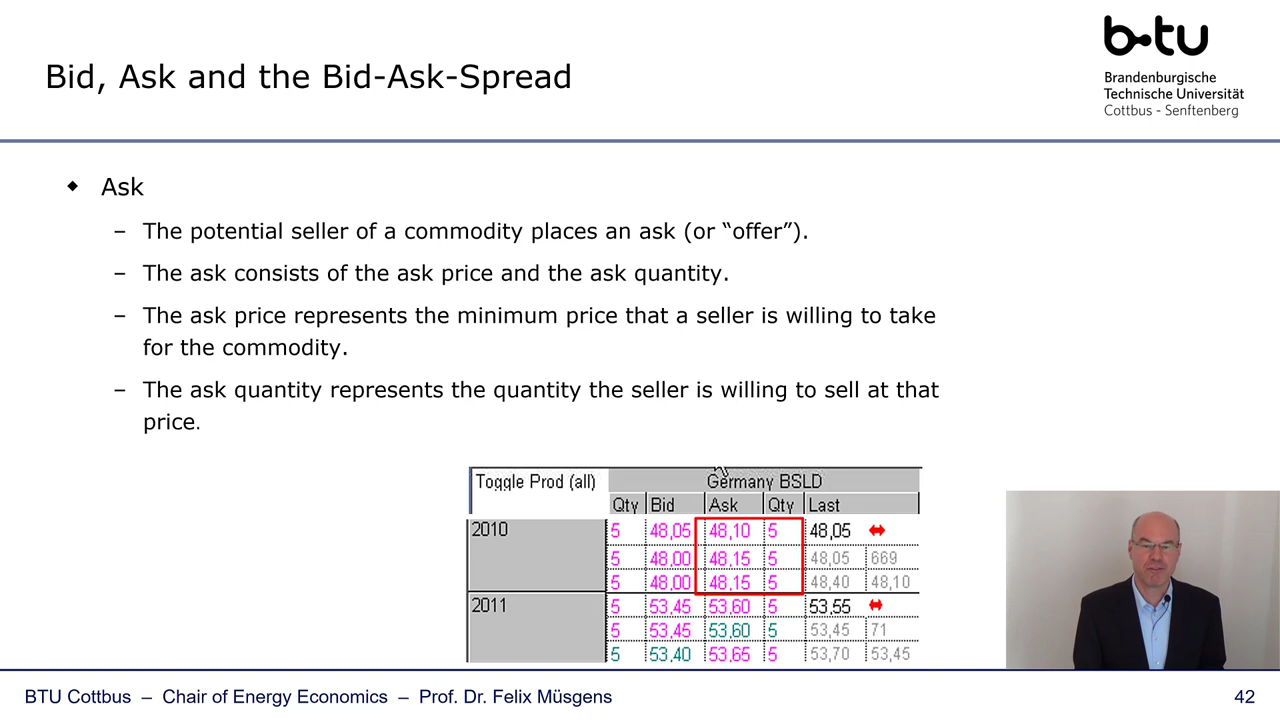 b-tu
Brandenburgische
Technische Universität
Cottbus - Senftenberg
Bid, Ask and the Bid-Ask-Spread
Ask
– The potential seller of a commodity places an ask (or “offer”).
– The ask consists of the ask price and the ask quantity.
– The ask price represents the minimum price that a seller is willing to take
for the commodity.
– The ask quantity represents the quantity the seller is willing to sell at that
price.
Toggle Prod (all) Germany BSLD
Qty Bid Ask Qty Last
2010 5 48,05 48,10 5 48,05
5 48,00 48,15 5 48,05 669
5 48,00 48,15 5 48,40 48,10
2011 5 53,45 53,60 5 53,55
5 53,45 53,60 5 53,45 71
5 53,40 53,65 5 53,70 53,45
BTU Cottbus – Chair of Energy Economics – Prof. Dr. Felix Müsgens
42